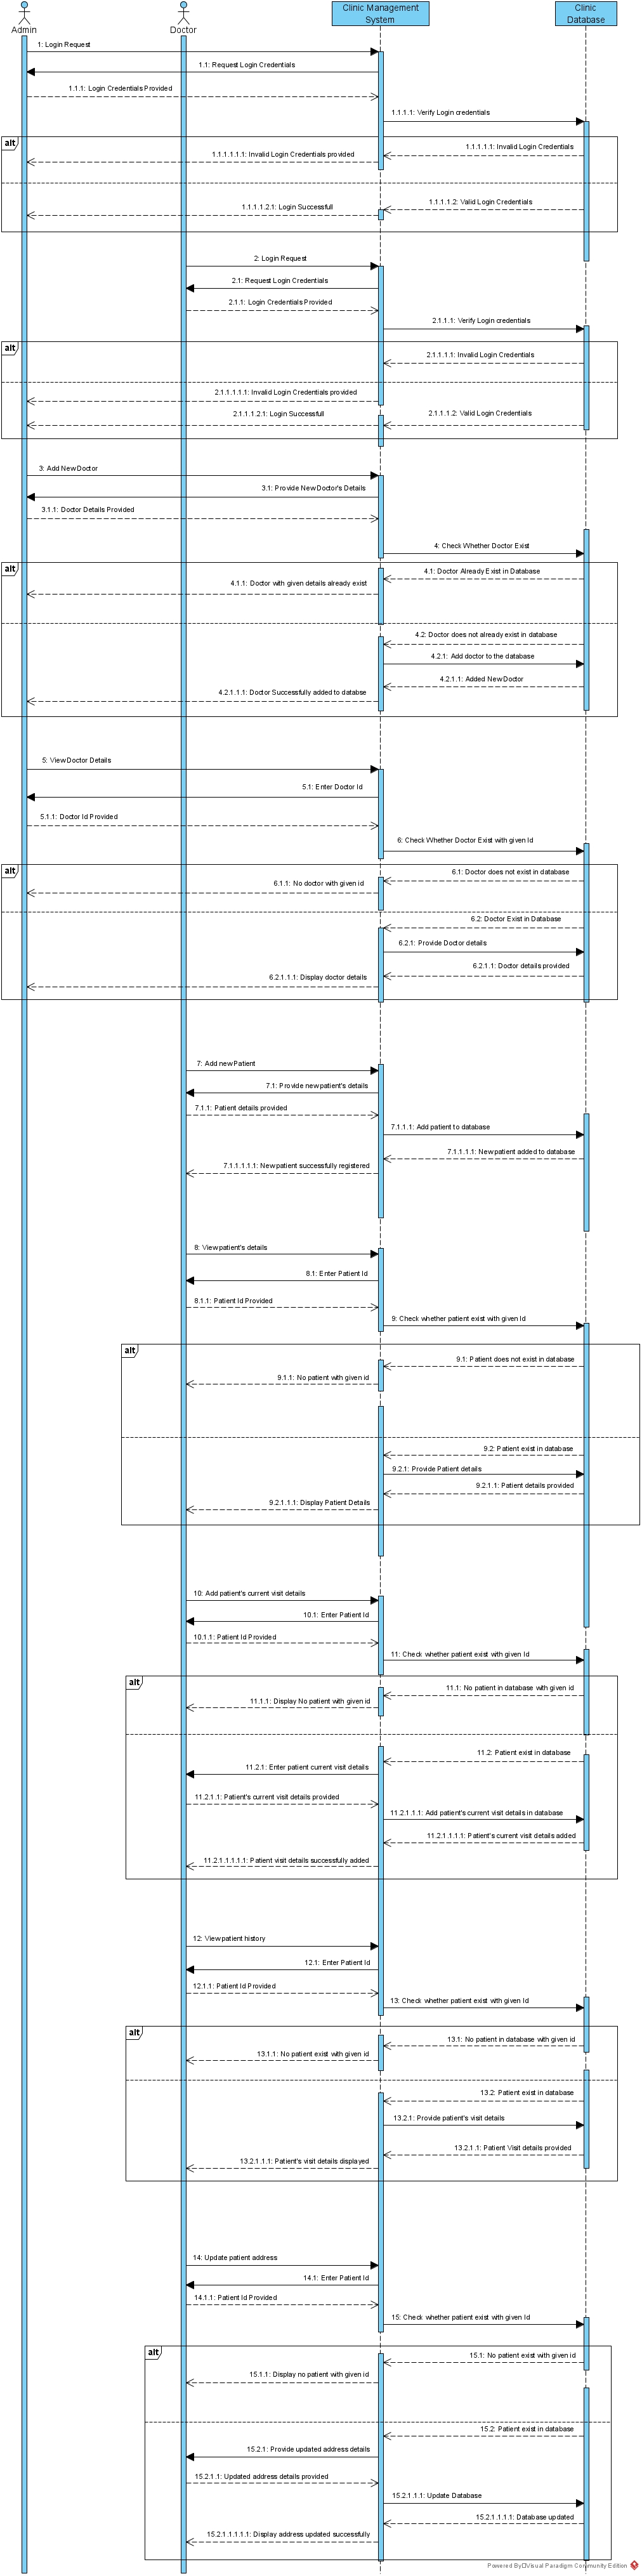 Admin
Doctor
Clinic Management
System
Clinic
Database
1: Login Request
1.1: Request Login Credentials
1.1.1: Login Credentials Provided
1.1.1.1: Verify Login credentials
alt
1.1.1.1.1: Invalid Login Credentials
1.1.1.1.1.1: Invalid Login Credentials provided
1.1.1.1.2: Valid Login Credentials
1.1.1.1.2.1: Login Successfull
2: Login Request
2.1: Request Login Credentials
2.1.1: Login Credentials Provided
2.1.1.1: Verify Login credentials
alt
2.1.1.1.1: Invalid Login Credentials
2.1.1.1.1.1: Invalid Login Credentials provided
2.1.1.1.2.1: Login Successfull
2.1.1.1.2: Valid Login Credentials
3: Add New Doctor
3.1: Provide New Doctor's Details
3.1.1: Doctor Details Provided
4: Check Whether Doctor Exist
alt
4.1: Doctor Already Exist in Database
4.1.1: Doctor with given details already exist
4.2: Doctor does not already exist in database
4.2.1: Add doctor to the database
4.2.1.1: Added New Doctor
4.2.1.1.1: Doctor Successfully added to databse
5: View Doctor Details
5.1: Enter Doctor Id
5.1.1: Doctor Id Provided
6: Check Whether Doctor Exist with given Id
alt
6.1: Doctor does not exist in database
6.1.1: No doctor with given id
6.2: Doctor Exist in Database
6.2.1: Provide Doctor details
6.2.1.1: Doctor details provided
6.2.1.1.1: Display doctor details
7: Add new Patient
7.1: Provide new patient's details
7.1.1: Patient details provided
7.1.1.1: Add patient to database
7.1.1.1.1: New patient added to database
7.1.1.1.1.1: New patient successfully registered
8: View patient's details
8.1: Enter Patient Id
8.1.1: Patient Id Provided
9: Check whether patient exist with given Id
alt
9.1: Patient does not exist in database
9.1.1: No patient with given id
9.2: Patient exist in database
9.2.1: Provide Patient details
9.2.1.1: Patient details provided
9.2.1.1.1: Display Patient Details
10: Add patient's current visit details
10.1: Enter Patient Id
10.1.1: Patient Id Provided
11: Check whether patient exist with given Id
alt
11.1: No patient in database with given id
11.1.1: Display No patient with given id
11.2: Patient exist in database
11.2.1: Enter patient current visit details
11.2.1.1: Patient's current visit details provided
11.2.1.1.1: Add patient's current visit details in database
11.2.1.1.1.1: Patient's current visit details added
11.2.1.1.1.1.1: Patient visit details successfully added
12: View patient history
12.1: Enter Patient Id
12.1.1: Patient Id Provided
13: Check whether patient exist with given Id
alt
13.1: No patient in database with given id
13.1.1: No patient exist with given id
13.2: Patient exist in database
13.2.1: Provide patient's visit details
13.2.1.1: Patient Visit details provided
13.2.1.1.1: Patient's visit details displayed
14: Update patient address
14.1: Enter Patient Id
14.1.1: Patient Id Provided
15: Check whether patient exist with given Id
alt
15.1: No patient exist with given id
15.1.1: Display no patient with given id
15.2: Patient exist in database
15.2.1: Provide updated address details
15.2.1.1: Updated address details provided
15.2.1.1.1: Update Database
15.2.1.1.1.1: Database updated
15.2.1.1.1.1.1: Display address updated successfully
Powered By Visual Paradigm Community Edition